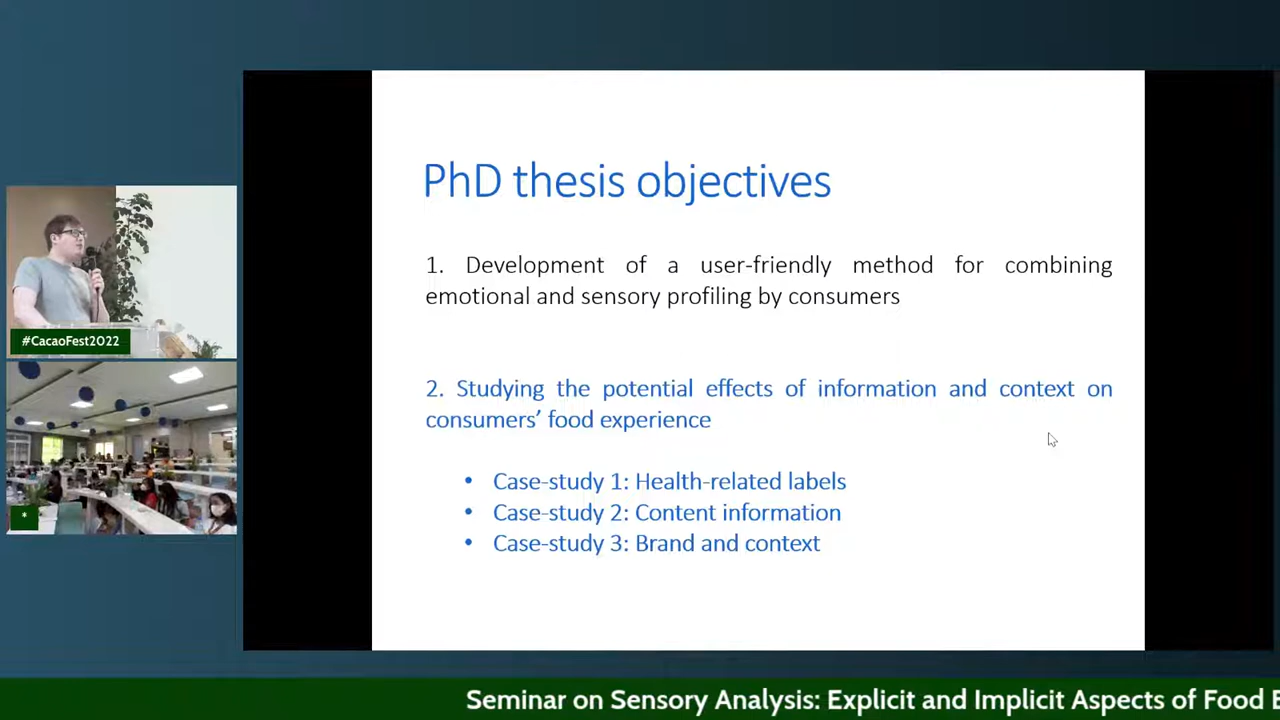 PhD thesis objectives
1. Development of a user-friendly method for combining
emotional and sensory profiling by consumers
2. Studying the potential effects of information and context on
consumers’ food experience
• Case-study 1: Health-related labels
• Case-study 2: Content information
• Case-study 3: Brand and context
#CacaoFest2022
*
Seminar on Sensory Analysis: Explicit and Implicit Aspects of Food E